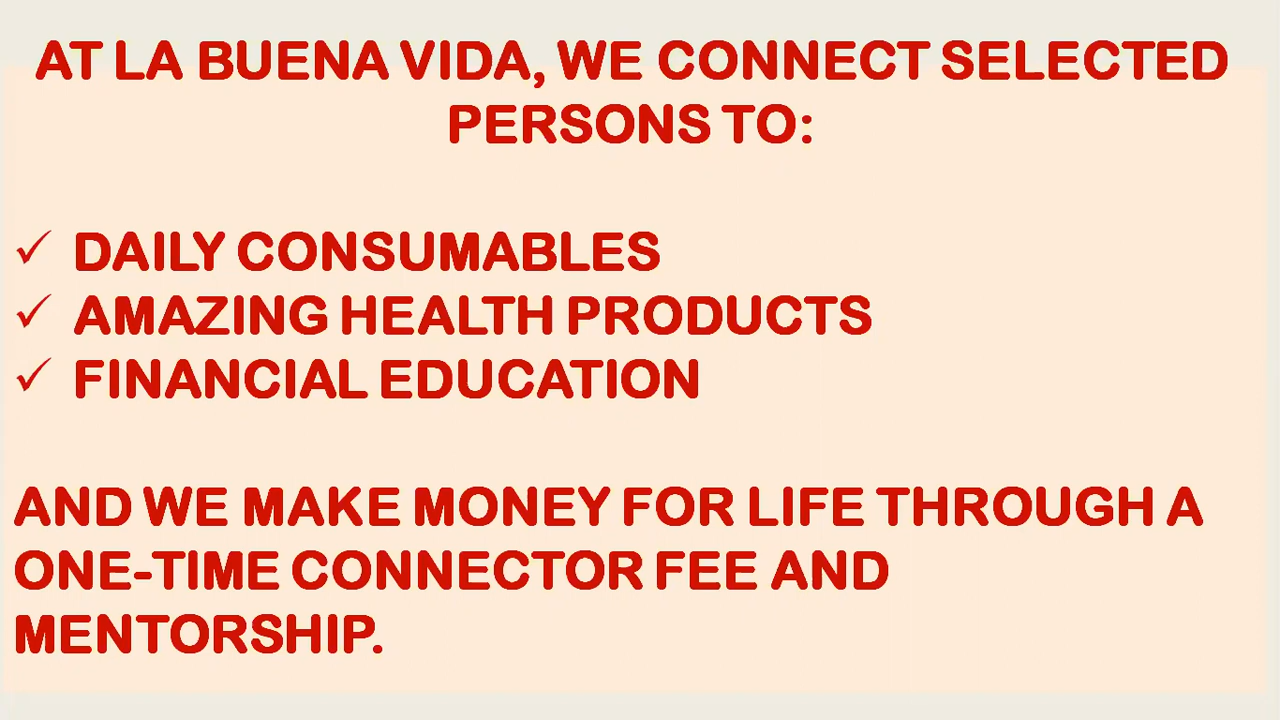 AT LA BUENA VIDA, WE CONNECT SELECTED
PERSONS TO:
✓ DAILY CONSUMABLES
✓ AMAZING HEALTH PRODUCTS
✓ FINANCIAL EDUCATION
AND WE MAKE MONEY FOR LIFE THROUGH A
ONE-TIME CONNECTOR FEE AND
MENTORSHIP.